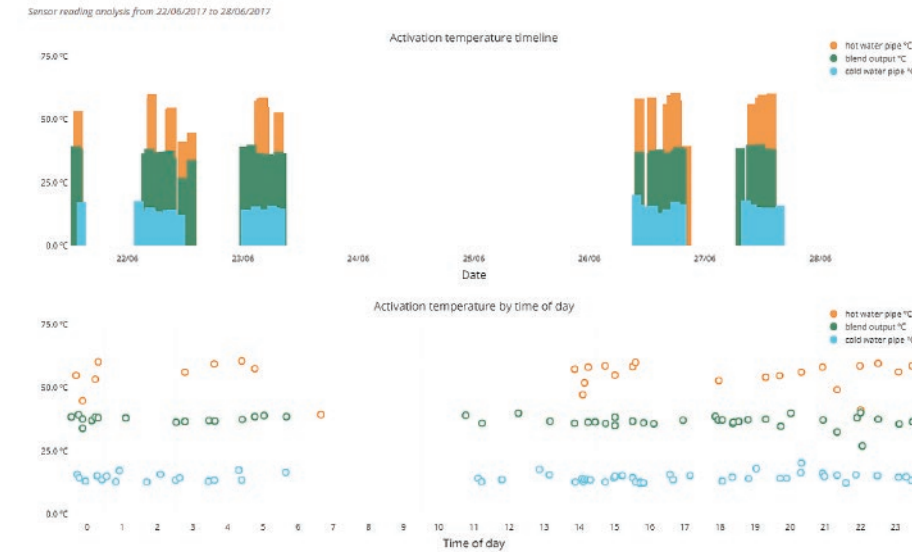 Sensor reading analysis from 22/06/2017 to 28/06/2017
Activation temperature timeline
hot water pipe °C
blend output °C
cold water pipe °C
75.0 °C
50.0 °C
25.0 °C
0.0 °C
22/06 23/06 24/06 25/06 26/06 27/06 28/06
Date
Activation temperature by time of day
hot water pipe °C
blend output °C
cold water pipe °C
75.0 °C
50.0 °C
25.0 °C
0.0 °C
0 1 2 3 4 5 6 7 8 9 10 11 12 13 14 15 16 17 18 19 20 21 22 23
Time of day